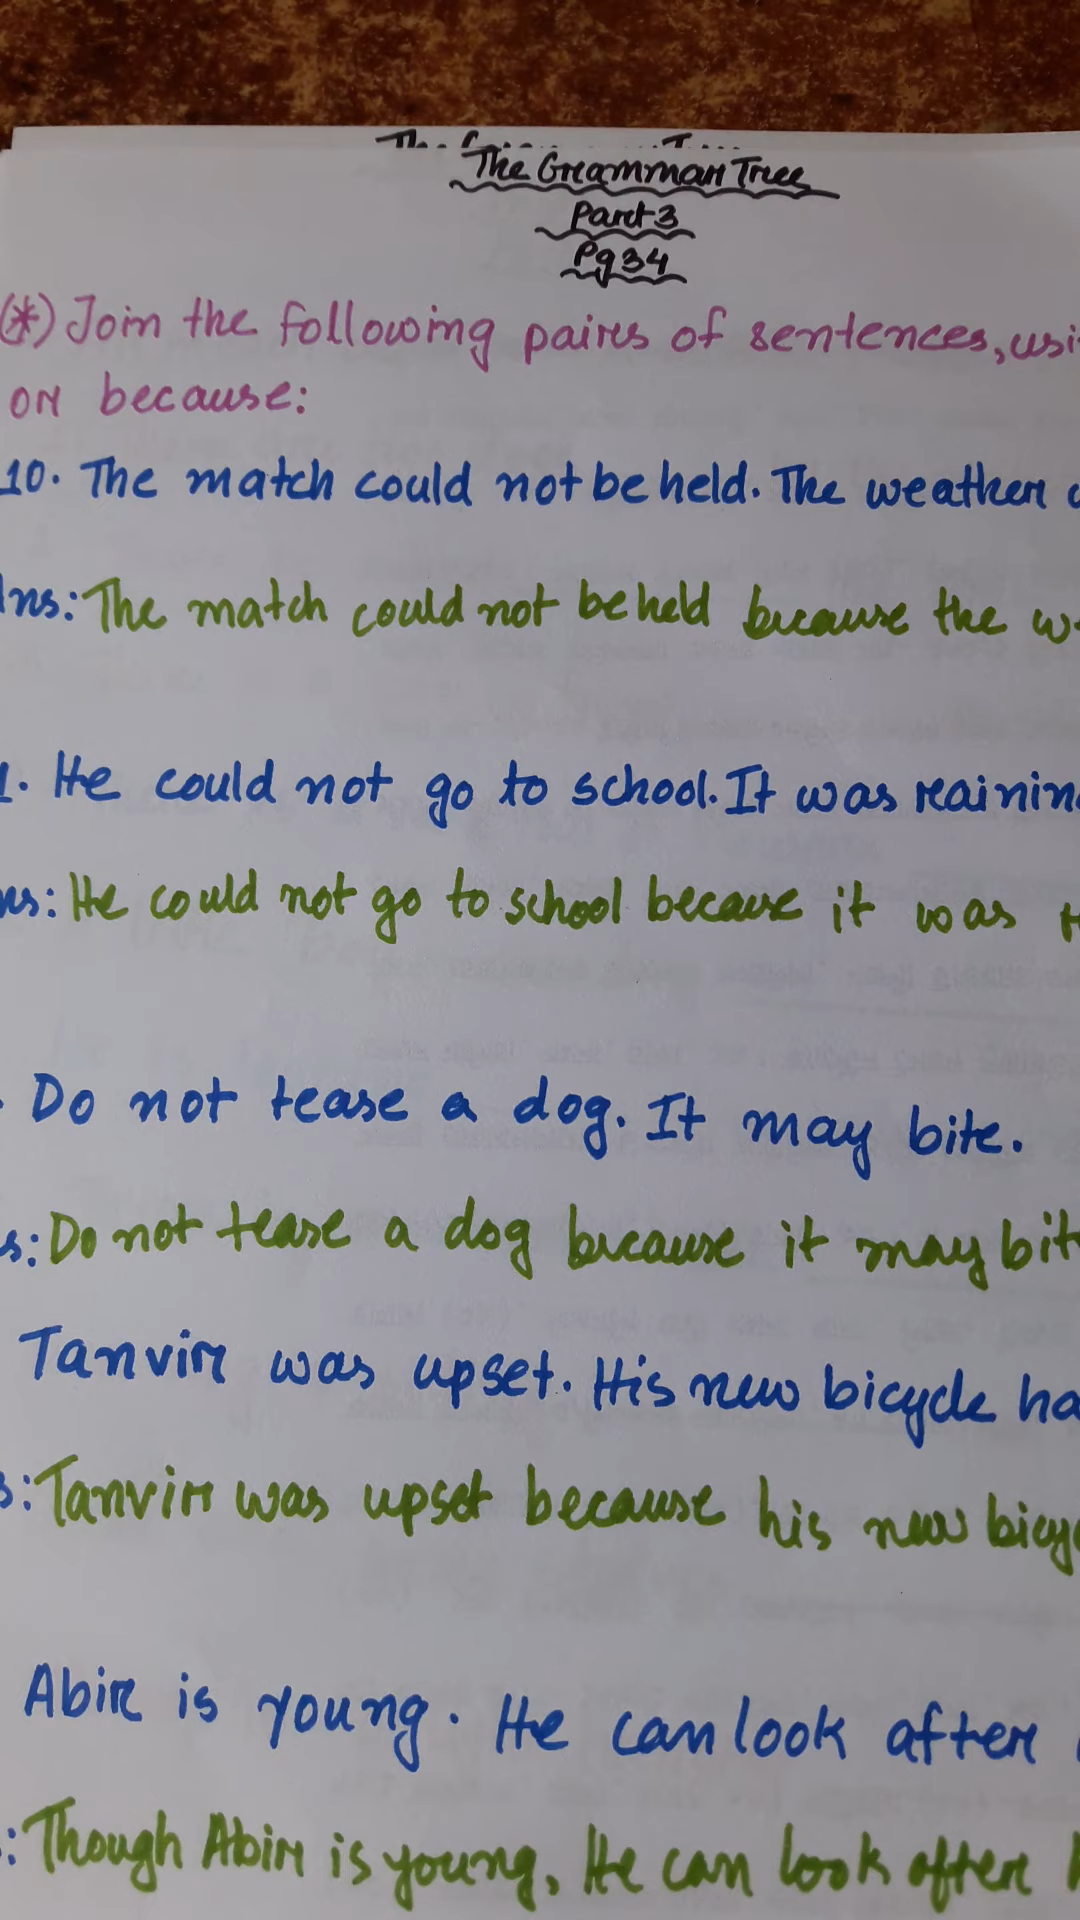 The Grammar Tree
Part 3
Pg 34
(*) Join the following pairs of sentences, usi
or because:
10. The match could not be held. The weather
Ans: The match could not be held because the w
1. He could not go to school. It was rainin
ns: He could not go to school because it was r
Do not tease a dog. It may bite.
s: Do not tease a dog because it may bit
Tanvir was upset. His new bicycle ha
s: Tanvir was upset because his new bicyc
Abir is young. He can look after
: Though Abir is young, He can look after h